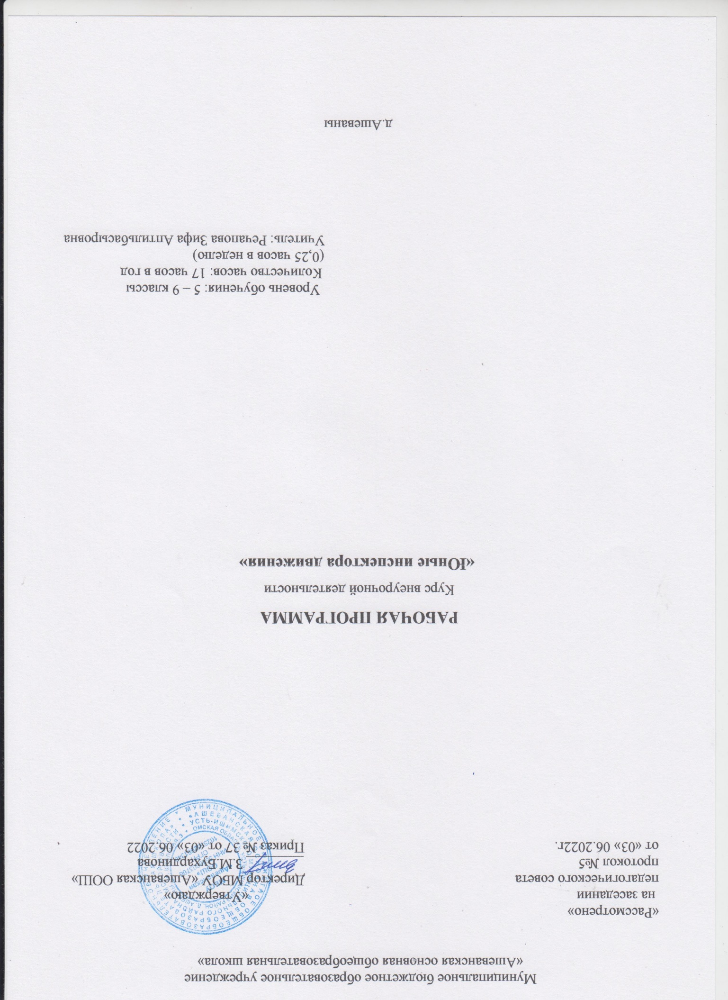 Муниципальное бюджетное образовательное учреждение
«Ашеванская основная общеобразовательная школа»
«Рассмотрено»
на заседании
педагогического совета
протокол №5
от «03» 06.2022г.
«Утверждаю»
Директор МБОУ «Ашеванская ООШ»
З.М.Бухардинова
Приказ № 37 от «03» 06.2022
РАБОЧАЯ ПРОГРАММА
Курс внеурочной деятельности
«Юные инспектора движения»
Уровень обучения: 5 – 9 классы
Количество часов: 17 часов в год
(0,25 часов в неделю)
Учитель: Речапова Зифа Аптильбасыровна
д.Ашеваны